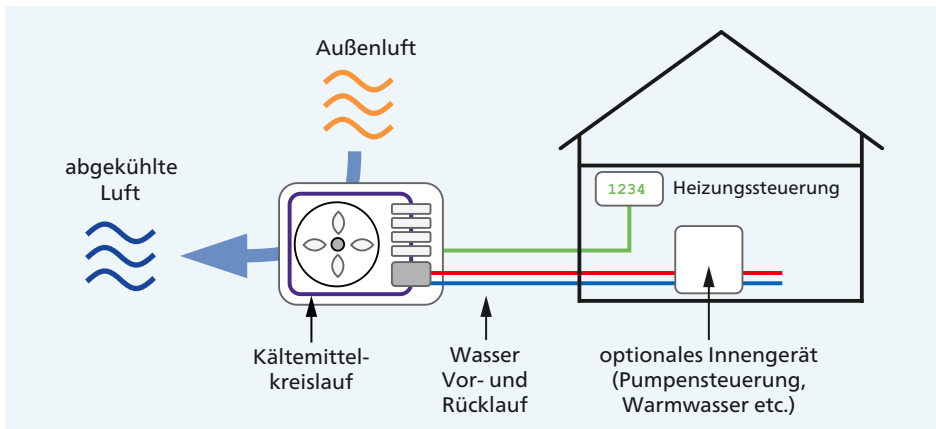 Außenluft
abgekühlte
Luft
1234
Heizungssteuerung
Kältemittel-
kreislauf
Wasser
Vor- und
Rücklauf
optionales Innengerät
(Pumpensteuerung,
Warmwasser etc.)